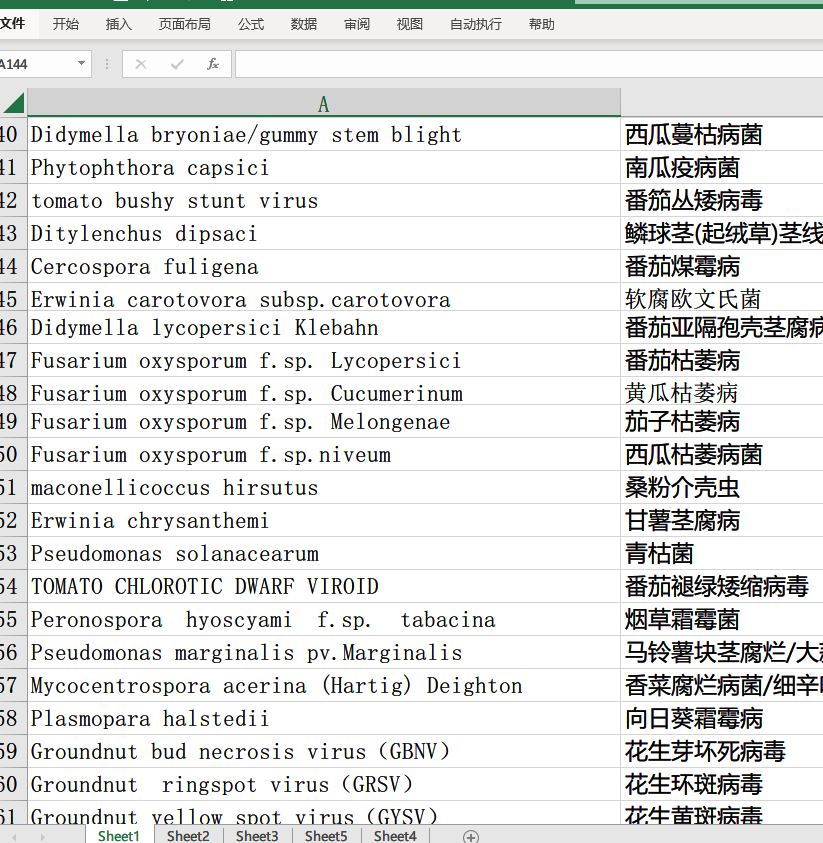 文件 开始 插入 页面布局 公式 数据 审阅 视图 自动执行 帮助
A144 fx
A
40 Didymella bryoniae/gummy stem blight 西瓜蔓枯病菌
41 Phytophthora capsici 南瓜疫病菌
42 tomato bushy stunt virus 番笳丛矮病毒
43 Ditylenchus dipsaci 鳞球茎(起绒草)茎线
44 Cercospora fuligena 番茄煤霉病
45 Erwinia carotovora subsp.carotovora 软腐欧文氏菌
46 Didymella lycopersici Klebahn 番茄亚隔孢壳茎腐病
47 Fusarium oxysporum f.sp. Lycopersici 番茄枯萎病
48 Fusarium oxysporum f.sp. Cucumerinum 黄瓜枯萎病
49 Fusarium oxysporum f.sp. Melongenae 茄子枯萎病
50 Fusarium oxysporum f.sp.niveum 西瓜枯萎病菌
51 maconellicoccus hirsutus 桑粉介壳虫
52 Erwinia chrysanthemi 甘薯茎腐病
53 Pseudomonas solanacearum 青枯菌
54 TOMATO CHLOROTIC DWARF VIROID 番茄褪绿矮缩病毒
55 Peronospora hyoscyami f.sp. tabacina 烟草霜霉菌
56 Pseudomonas marginalis pv.Marginalis 马铃薯块茎腐烂/大蒜
57 Mycocentrospora acerina (Hartig) Deighton 香菜腐烂病菌/细辛
58 Plasmopara halstedii 向日葵霜霉病
59 Groundnut bud necrosis virus（GBNV） 花生芽坏死病毒
60 Groundnut ringspot virus（GRSV） 花生环斑病毒
61 Groundnut yellow spot virus（GYSV） 花生黄斑病毒
Sheet1 Sheet2 Sheet3 Sheet5 Sheet4